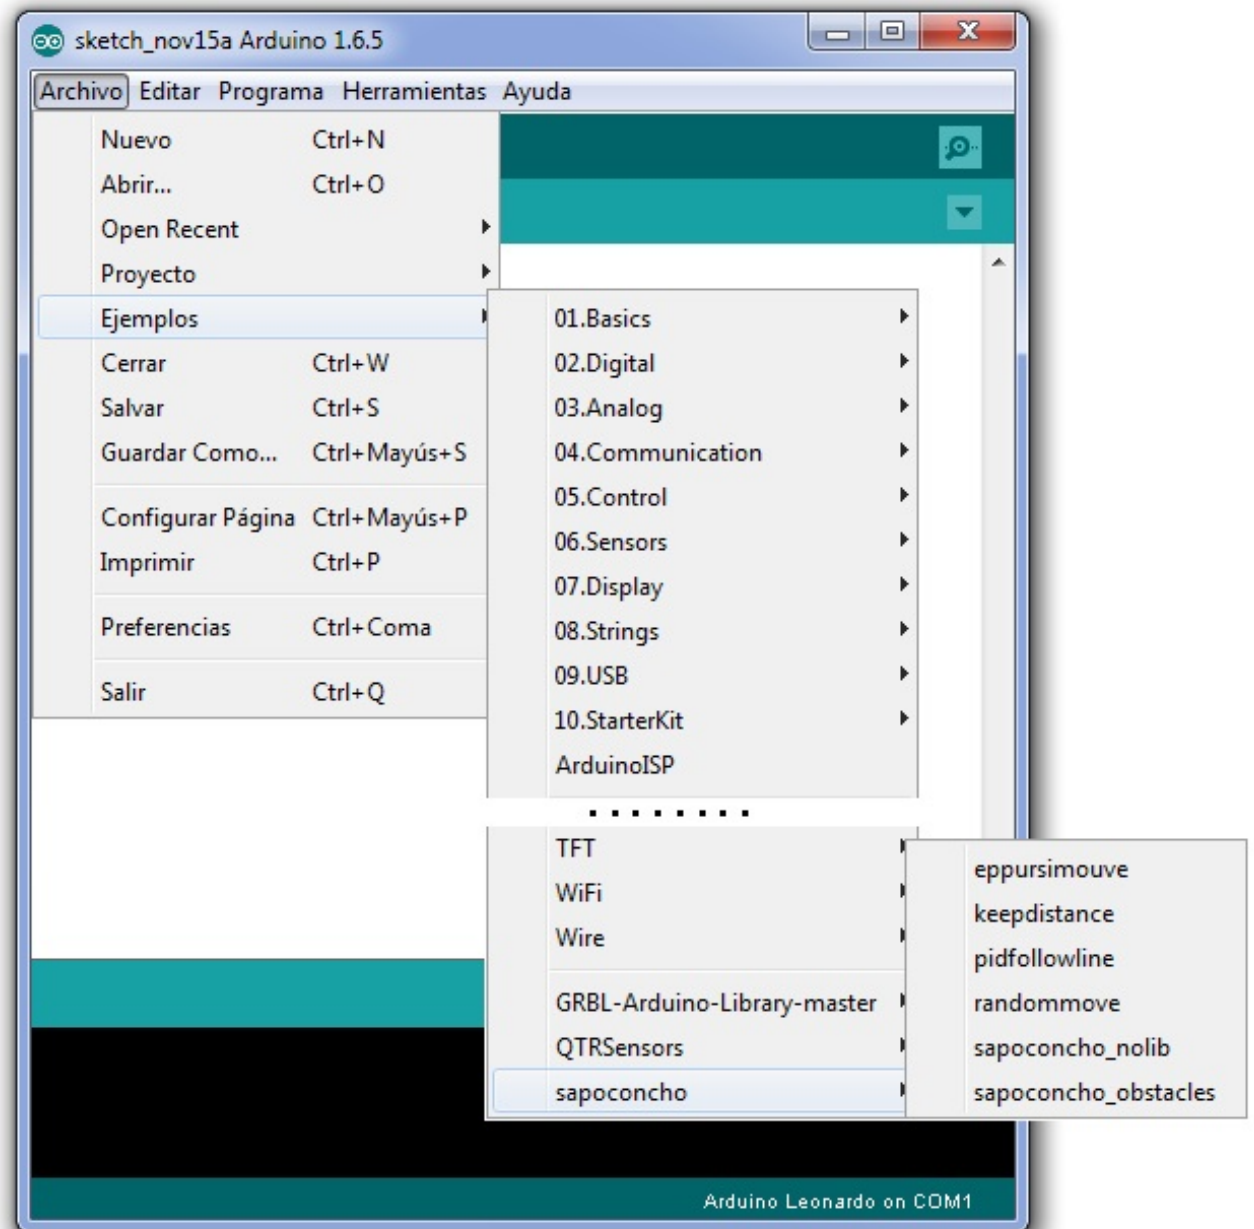 sketch_nov15a Arduino 1.6.5
Archivo Editar Programa Herramientas Ayuda
Nuevo Ctrl+N
Abrir... Ctrl+O
Open Recent
Proyecto
Ejemplos
Cerrar Ctrl+W
Salvar Ctrl+S
Guardar Como... Ctrl+Mayús+S
Configurar Página Ctrl+Mayús+P
Imprimir Ctrl+P
Preferencias Ctrl+Coma
Salir Ctrl+Q
01.Basics
02.Digital
03.Analog
04.Communication
05.Control
06.Sensors
07.Display
08.Strings
09.USB
10.StarterKit
ArduinoISP
........
TFT
WiFi
Wire
GRBL-Arduino-Library-master
QTRSensors
sapoconcho
eppursimouve
keepdistance
pidfollowline
randommove
sapoconcho_nolib
sapoconcho_obstacles
Arduino Leonardo on COM1